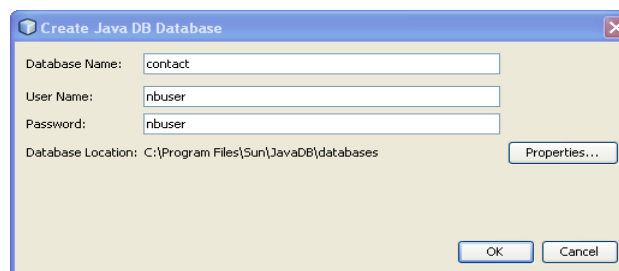 Create Java DB Database
Database Name: contact
User Name: nbuser
Password: nbuser
Database Location: C:\Program Files\Sun\JavaDB\databases Properties...
OK Cancel